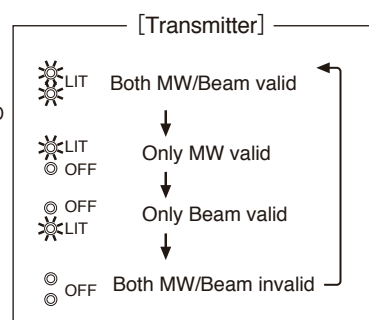 [Transmitter]
LIT Both MW/Beam valid
LIT Only MW valid
OFF
OFF Only Beam valid
LIT
OFF Both MW/Beam invalid